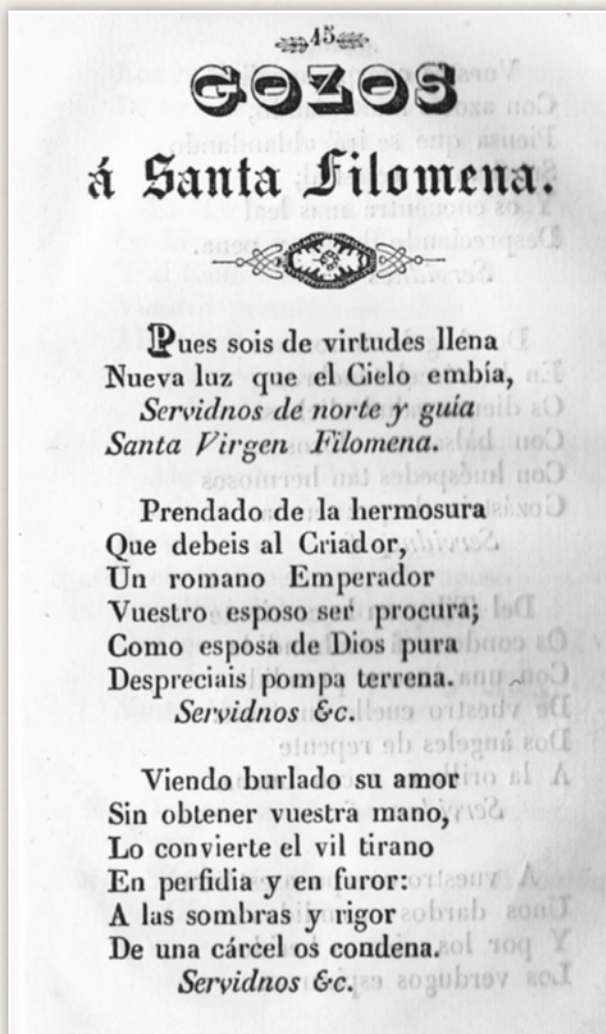 45
GOZOS
á Santa Filomena.
Pues sois de virtudes llena
Nueva luz que el Cielo embía,
Servidnos de norte y guía
Santa Virgen Filomena.
Prendado de la hermosura
Que debeis al Criador,
Un romano Emperador
Vuestro esposo ser procura;
Como esposa de Dios pura
Despreciais pompa terrena.
Servidnos &c.
Viendo burlado su amor
Sin obtener vuestra mano,
Lo convierte el vil tirano
En perfidia y en furor:
A las sombras y rigor
De una cárcel os condena.
Servidnos &c.